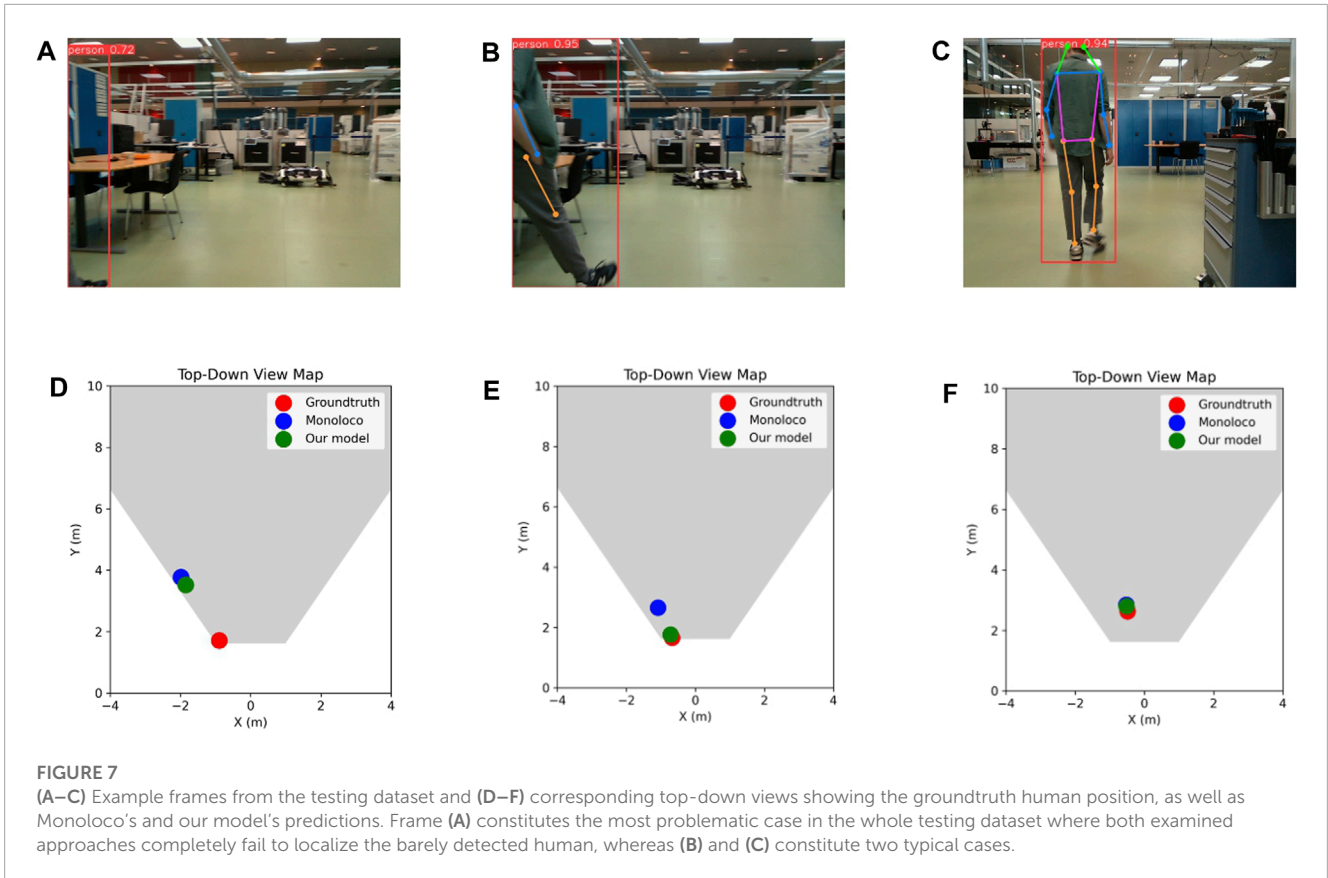 A
person 0.72
B
person 0.95
C
person 0.94
D
Top-Down View Map
Groundtruth
Monoloco
Our model
10
8
6
4
2
0
Y (m)
−4
−2
0
2
4
X (m)
E
Top-Down View Map
Groundtruth
Monoloco
Our model
10
8
6
4
2
0
Y (m)
−4
−2
0
2
4
X (m)
F
Top-Down View Map
Groundtruth
Monoloco
Our model
10
8
6
4
2
0
Y (m)
−4
−2
0
2
4
X (m)
FIGURE 7
(A–C) Example frames from the testing dataset and (D–F) corresponding top-down views showing the groundtruth human position, as well as
Monoloco's and our model's predictions. Frame (A) constitutes the most problematic case in the whole testing dataset where both examined
approaches completely fail to localize the barely detected human, whereas (B) and (C) constitute two typical cases.